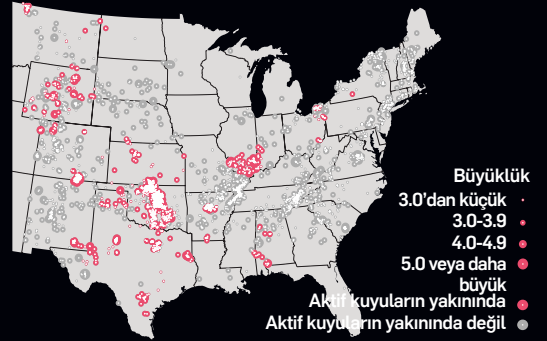 Büyüklük
3.0'dan küçük
3.0-3.9
4.0-4.9
5.0 veya daha
büyük
Aktif kuyuların yakınında
Aktif kuyuların yakınında değil